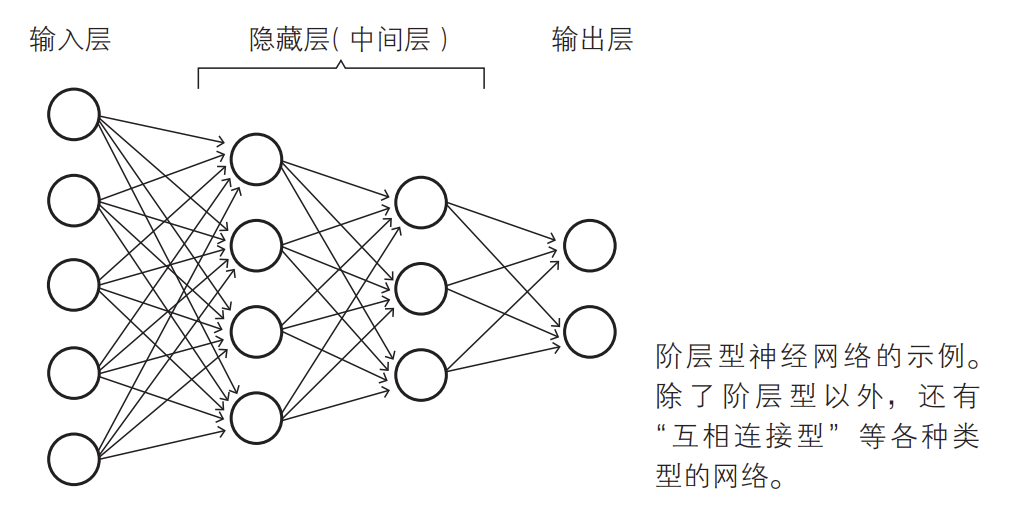 输入层
隐藏层( 中间层 )
输出层
阶层型神经网络的示例。
除了阶层型以外，还有
“互相连接型” 等各种类
型的网络。